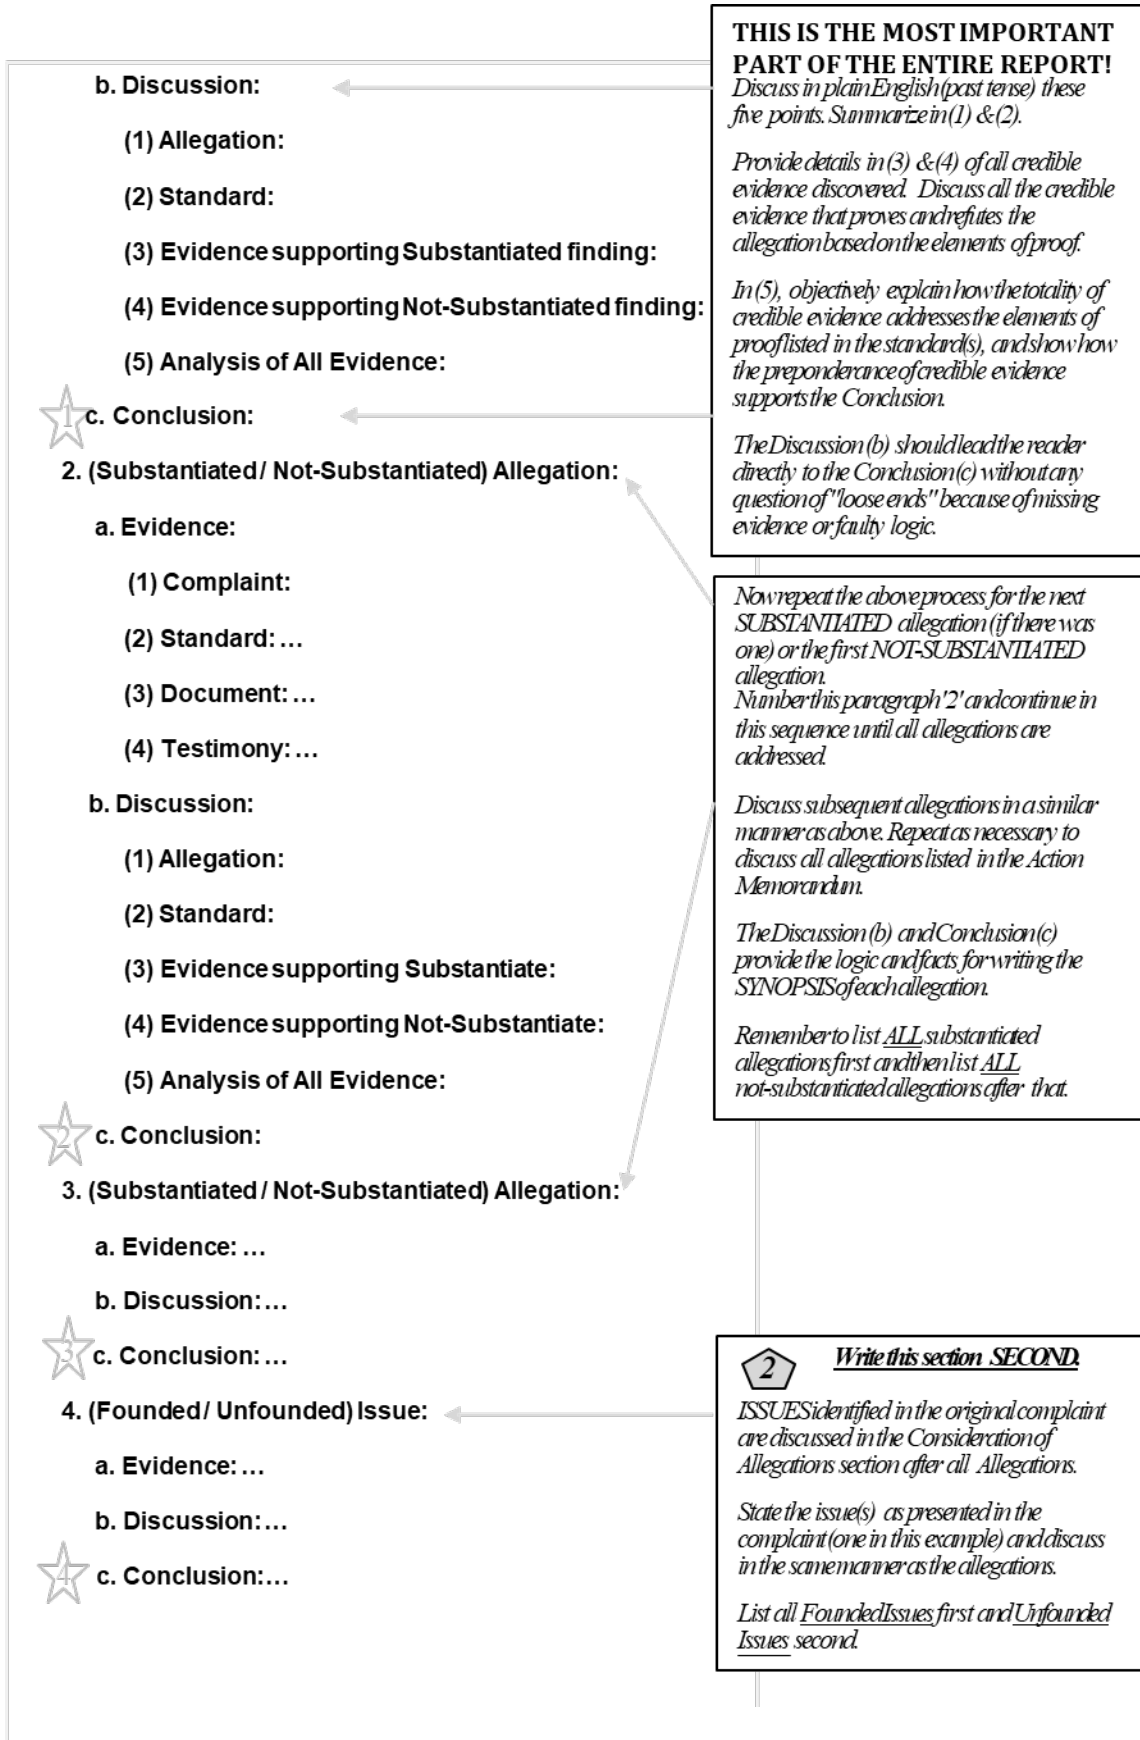 THIS IS THE MOST IMPORTANT
PART OF THE ENTIRE REPORT!
Discuss in plain English (past tense) these
five points. Summarize in (1) & (2).
Provide details in (3) & (4) of all credible
evidence discovered. Discuss all the credible
evidence that proves and refutes the
allegation based on the elements of proof.
In (5), objectively explain how the totality of
credible evidence addresses the elements of
proof listed in the standard(s), and show how
the preponderance of credible evidence
supports the Conclusion.
The Discussion (b) should lead the reader
directly to the Conclusion (c) without any
question of "loose ends" because of missing
evidence or faulty logic.
b. Discussion:
(1) Allegation:
(2) Standard:
(3) Evidence supporting Substantiated finding:
(4) Evidence supporting Not-Substantiated finding:
(5) Analysis of All Evidence:
1
c. Conclusion:
2. (Substantiated / Not-Substantiated) Allegation:
a. Evidence:
(1) Complaint:
(2) Standard: …
(3) Document: …
(4) Testimony: …
b. Discussion:
(1) Allegation:
(2) Standard:
(3) Evidence supporting Substantiate:
(4) Evidence supporting Not-Substantiate:
(5) Analysis of All Evidence:
2
c. Conclusion:
3. (Substantiated / Not-Substantiated) Allegation:
a. Evidence: …
b. Discussion: …
3
c. Conclusion: …
4. (Founded / Unfounded) Issue:
a. Evidence: …
b. Discussion: …
4
c. Conclusion: …
Now repeat the above process for the next
SUBSTANTIATED allegation (if there was
one) or the first NOT-SUBSTANTIATED
allegation.
Number this paragraph '2' and continue in
this sequence until all allegations are
addressed.
Discuss subsequent allegations in a similar
manner as above. Repeat as necessary to
discuss all allegations listed in the Action
Memorandum.
The Discussion (b) and Conclusion (c)
provide the logic and facts for writing the
SYNOPSIS of each allegation.
Remember to list ALL substantiated
allegations first and then list ALL
not-substantiated allegations after that.
2
Write this section SECOND.
ISSUES identified in the original complaint
are discussed in the Consideration of
Allegations section after all Allegations.
State the issue(s) as presented in the
complaint (one in this example) and discuss
in the same manner as the allegations.
List all Founded Issues first and Unfounded
Issues second.